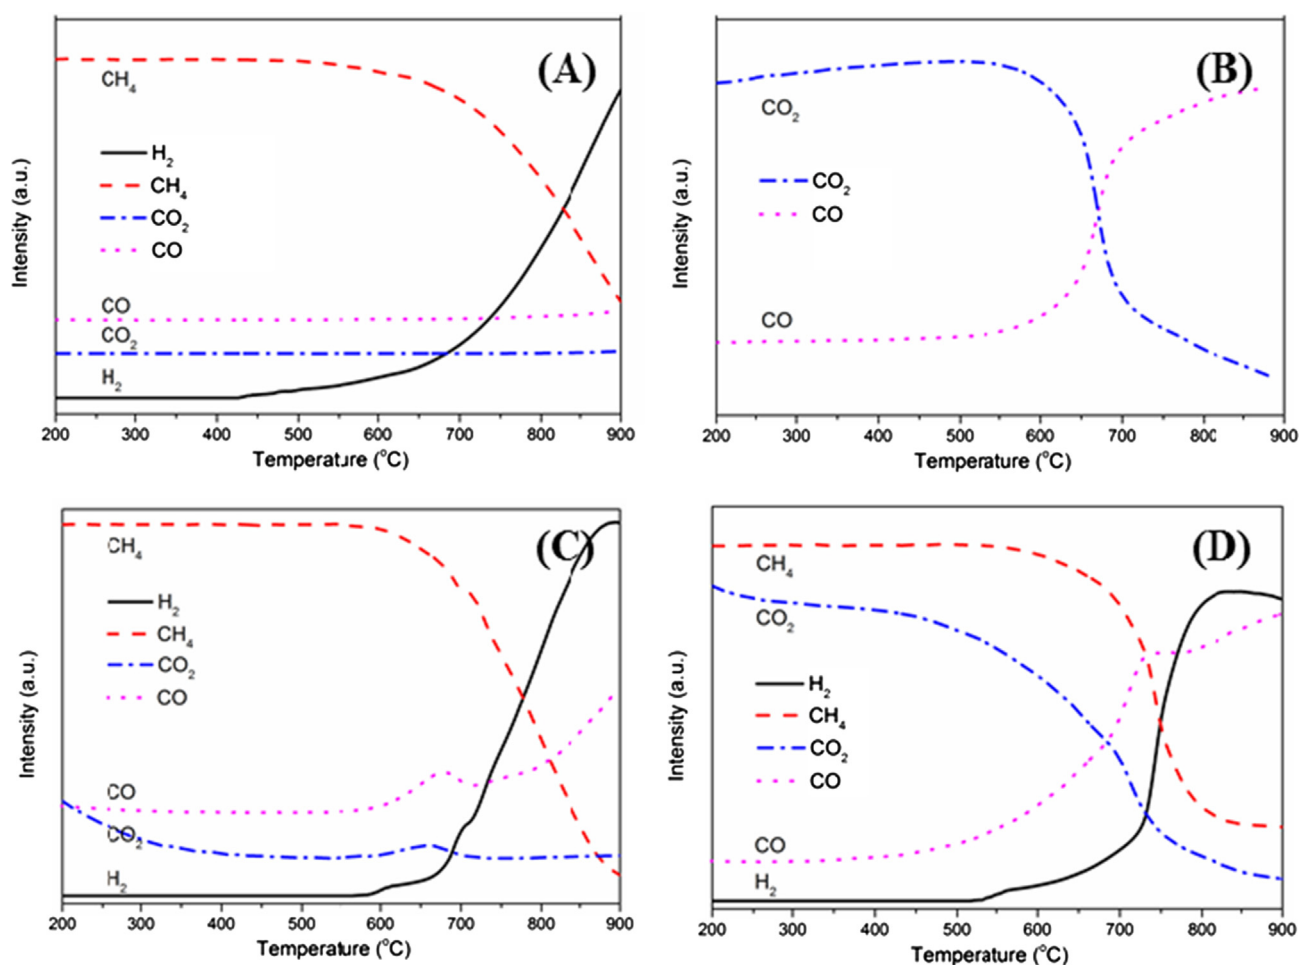 (A)
CH₄
H₂
CH₄
CO₂
CO
CO
CO₂
H₂
Intensity (a.u.)
200 300 400 500 600 700 800 900
Temperature (°C)
(B)
CO₂
CO₂
CO
CO
Intensity (a.u.)
200 300 400 500 600 700 800 900
Temperature (°C)
(C)
CH₄
H₂
CH₄
CO₂
CO
CO
CO₂
H₂
Intensity (a.u.)
200 300 400 500 600 700 800 900
Temperature (°C)
(D)
CH₄
CO₂
H₂
CH₄
CO₂
CO
CO
H₂
Intensity (a.u.)
200 300 400 500 600 700 800 900
Temperature (°C)